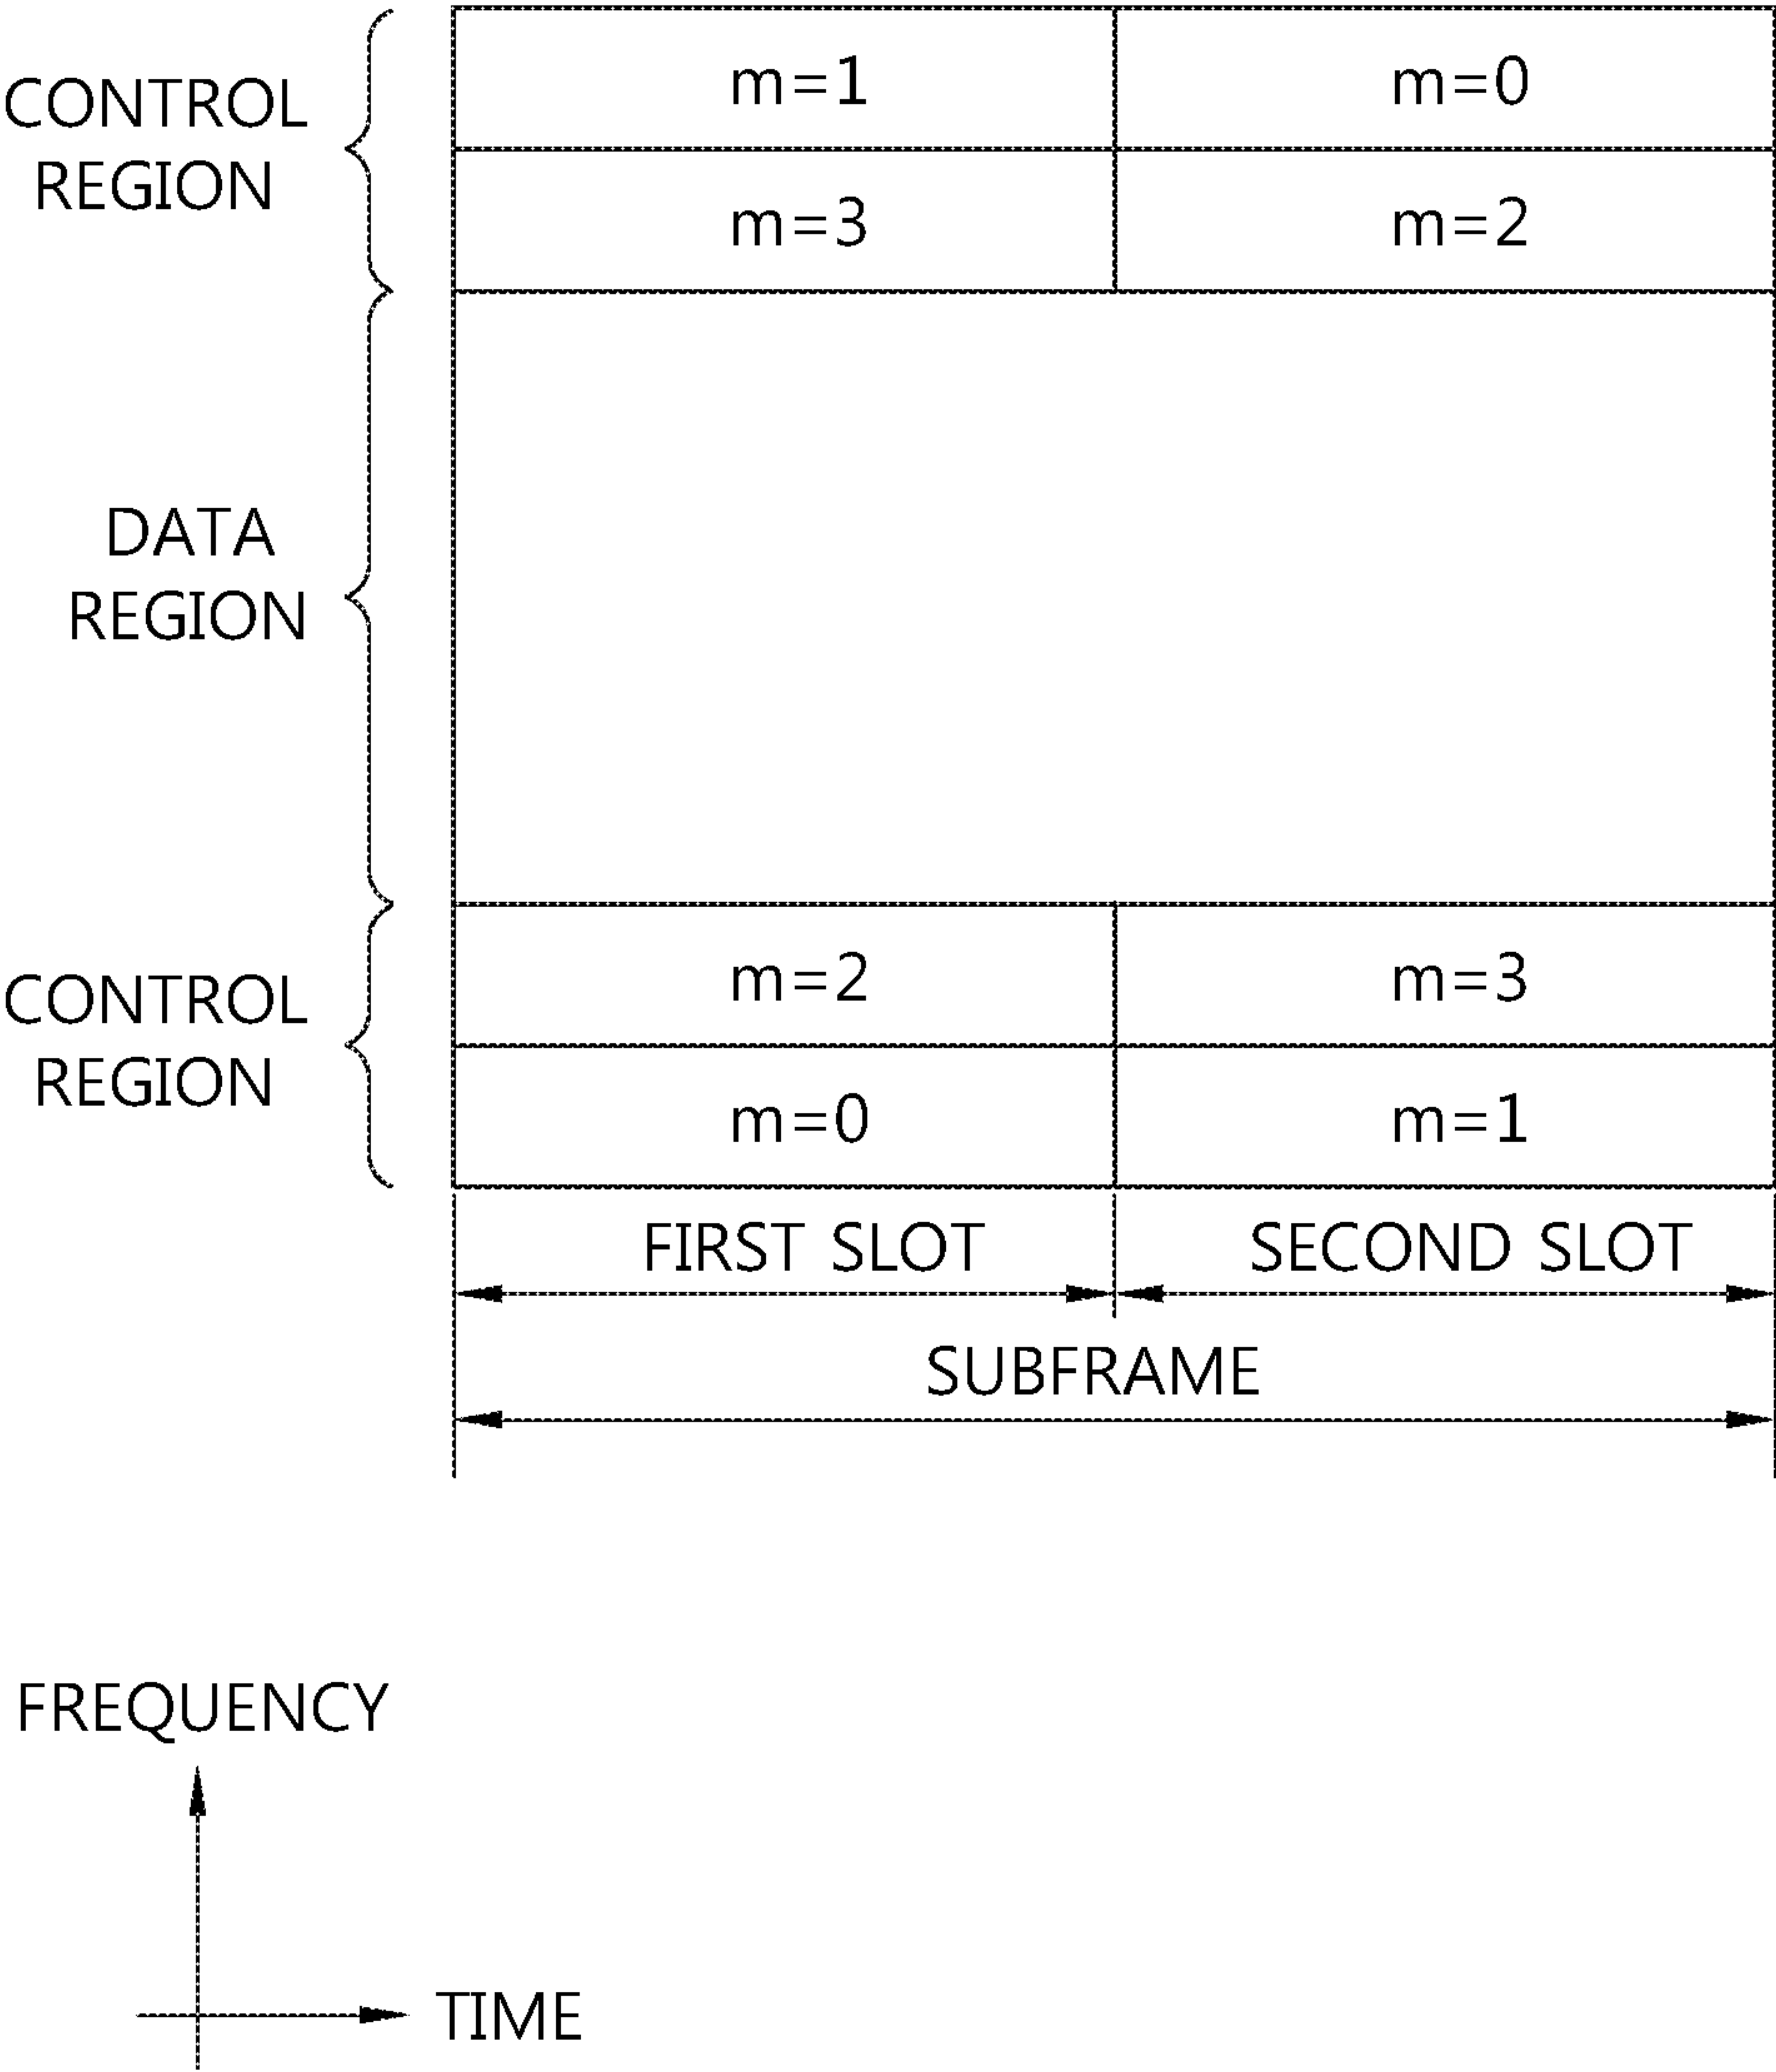 CONTROL
REGION
m=1
m=0
m=3
m=2
DATA
REGION
CONTROL
REGION
m=2
m=3
m=0
m=1
FIRST SLOT
SECOND SLOT
SUBFRAME
FREQUENCY
TIME